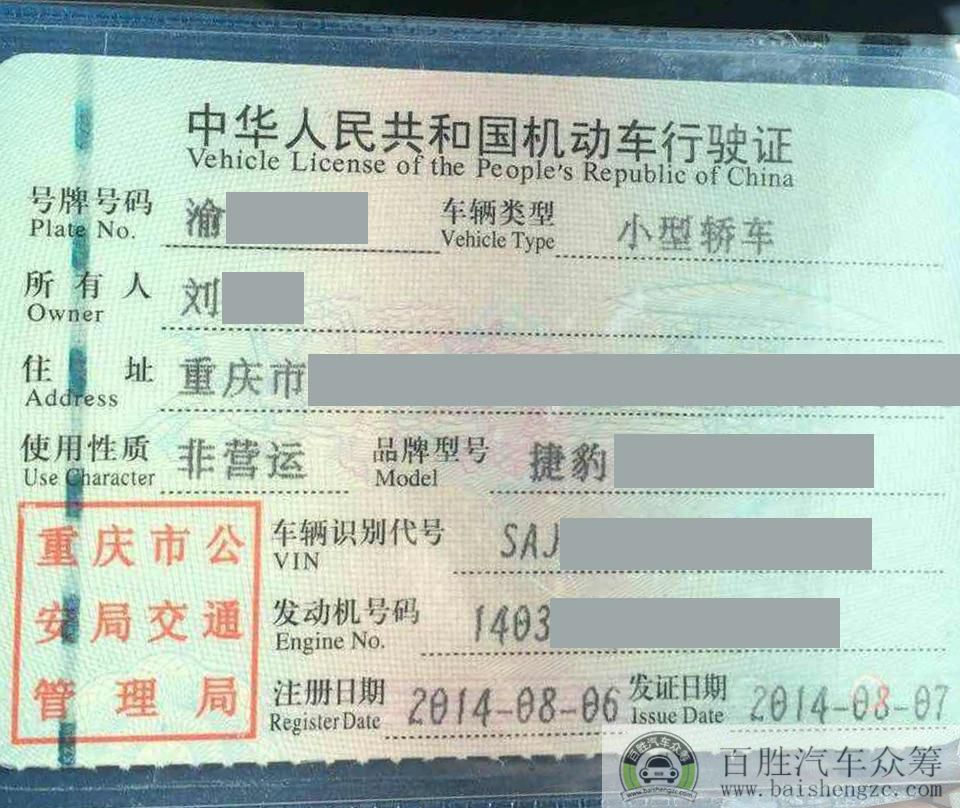 中华人民共和国机动车行驶证
Vehicle License of the People's Republic of China
号牌号码 渝 车辆类型 小型轿车
Plate No. Vehicle Type
所有人 刘
Owner
住址 重庆市
Address
使用性质 非营运 品牌型号 捷豹
Use Character Model
重庆市公 车辆识别代号 SAJ
VIN
安局交通 发动机号码 1403
Engine No.
管理局 注册日期 2014-08-06 发证日期 2014-08-07
Register Date Issue Date
百胜汽车众筹
www.baishengzc.com
百胜汽车众筹
www.baishengzc.com